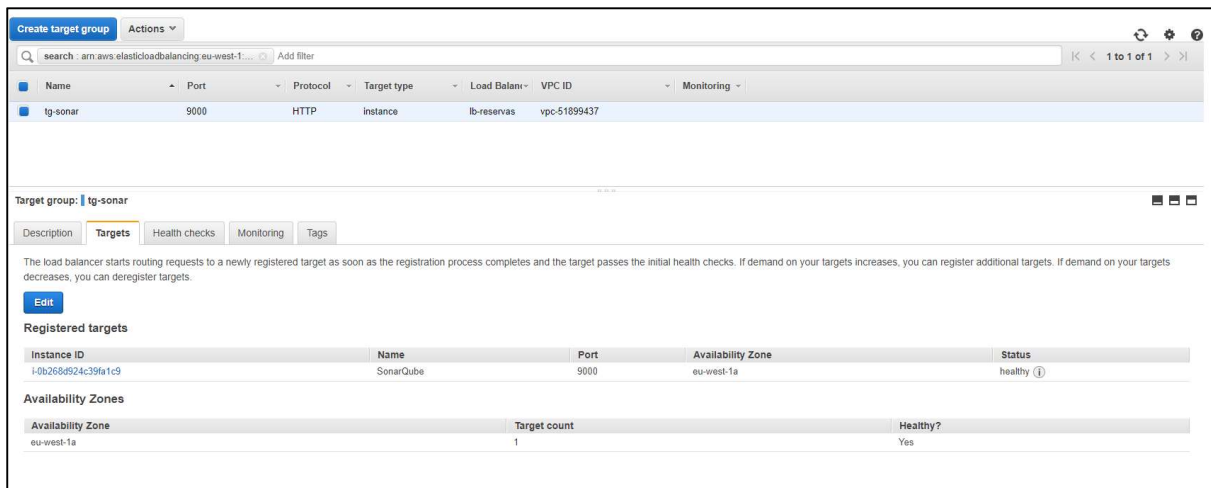 Create target group Actions
search : arn:aws:elasticloadbalancing:eu-west-1:... Add filter 1 to 1 of 1
Name Port Protocol Target type Load Balanc VPC ID Monitoring
tg-sonar 9000 HTTP instance lb-reservas vpc-51899437
Target group: tg-sonar
Description Targets Health checks Monitoring Tags
The load balancer starts routing requests to a newly registered target as soon as the registration process completes and the target passes the initial health checks. If demand on your targets increases, you can register additional targets. If demand on your targets
decreases, you can deregister targets.
Edit
Registered targets
Instance ID Name Port Availability Zone Status
i-0b268d924c39fa1c9 SonarQube 9000 eu-west-1a healthy
Availability Zones
Availability Zone Target count Healthy?
eu-west-1a 1 Yes